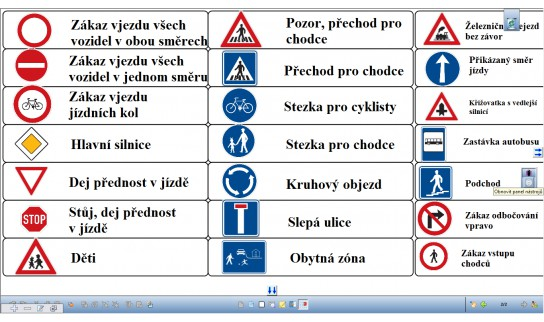 Zákaz vjezdu všech
vozidel v obou směrech
Pozor, přechod pro
chodce
Železniční
bez závor
Zákaz vjezdu všech
vozidel v jednom směru
Přechod pro chodce
Přikázaný směr
jízdy
Zákaz vjezdu
jízdních kol
Stezka pro cyklisty
Křižovatka s vedlejší
silnicí
Hlavní silnice
Stezka pro chodce
Zastávka autobusu
Dej přednost v jízdě
Kruhový objezd
Podchod
Obnovit panel nástrojů
STOP
Stůj, dej přednost
v jízdě
Slepá ulice
Zákaz odbočování
vpravo
Děti
Obytná zóna
Zákaz vstupu
chodců